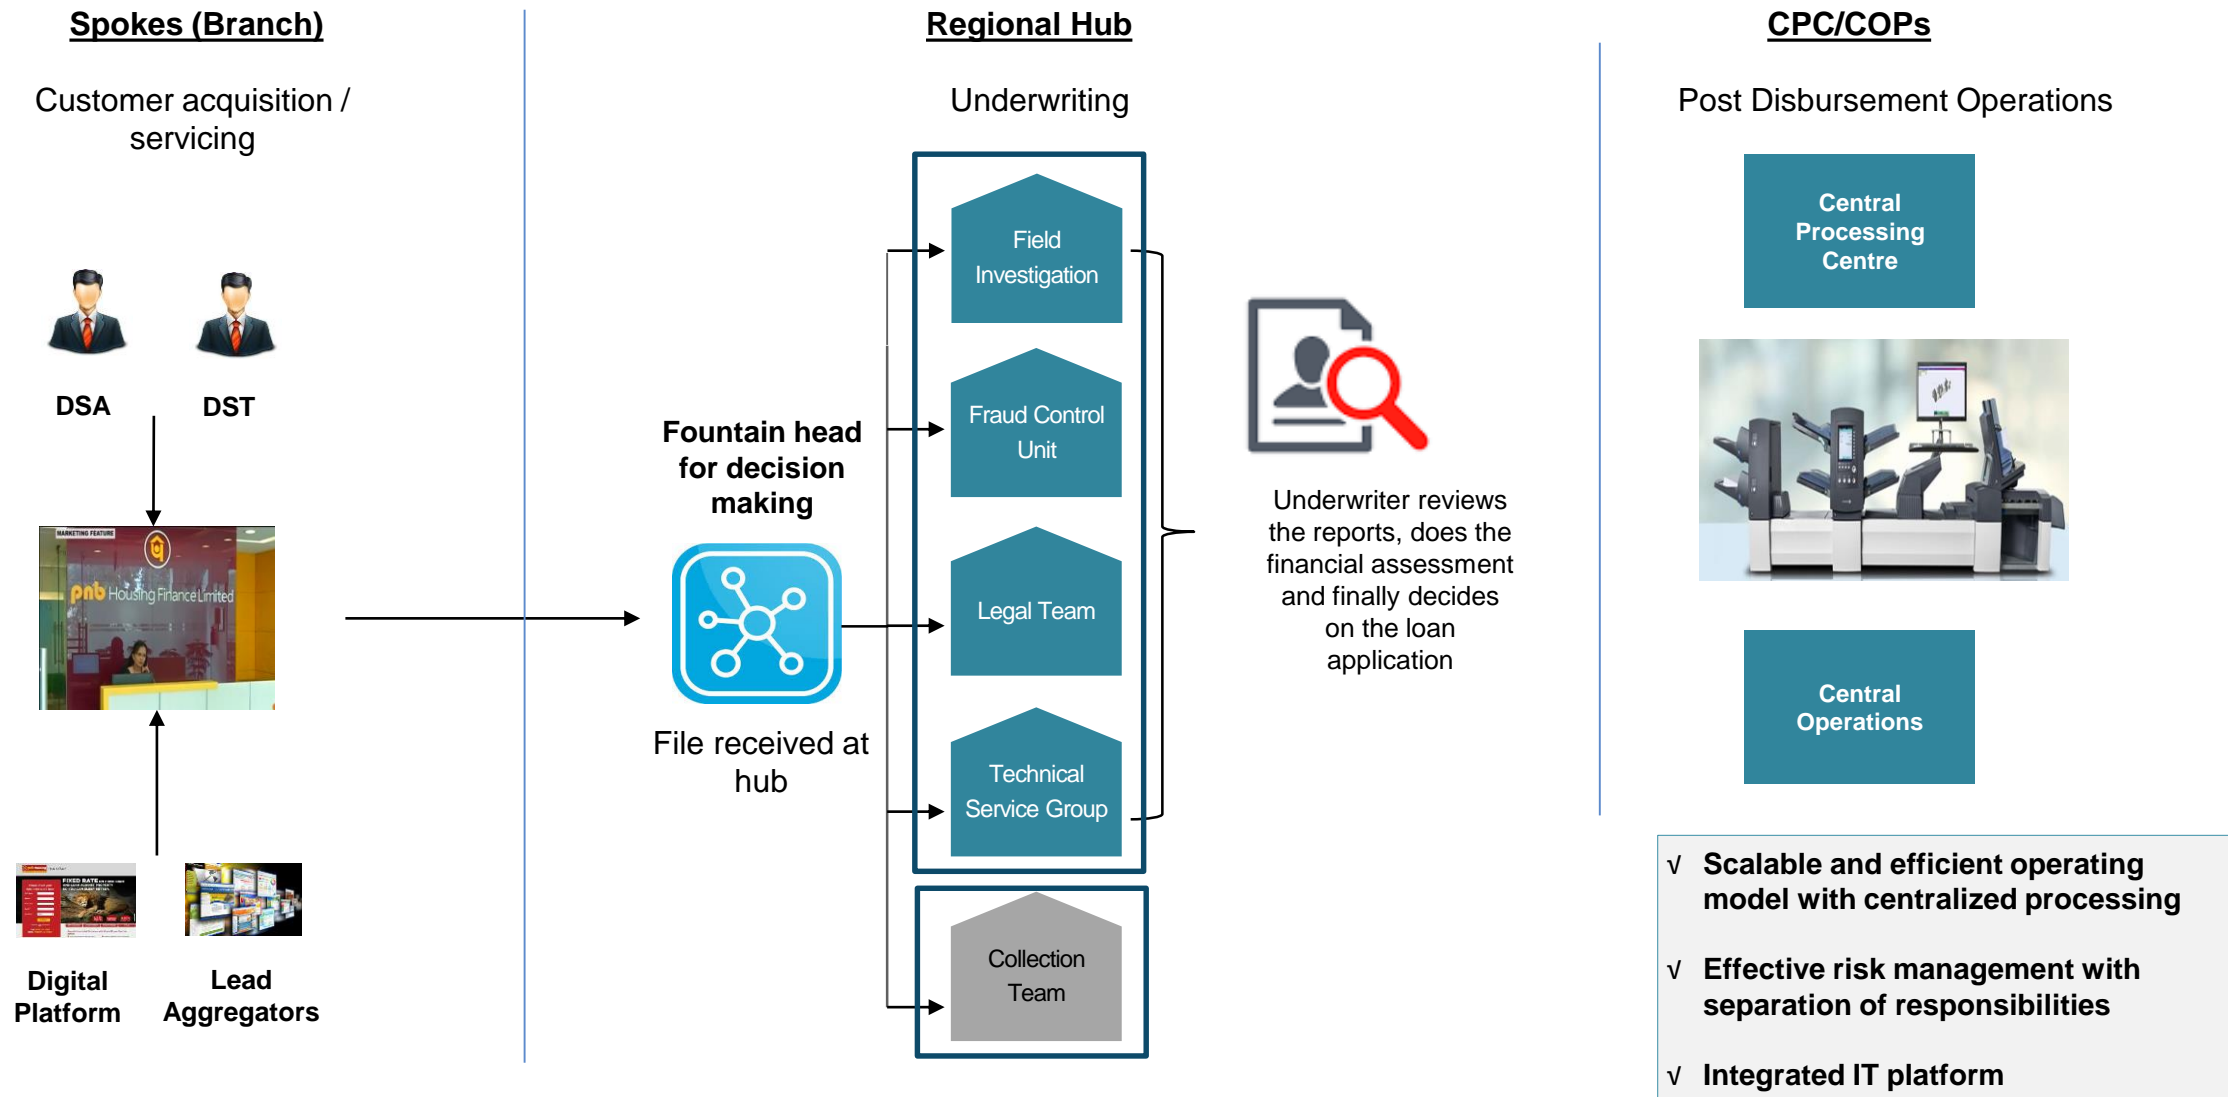 Spokes (Branch)
Customer acquisition /
servicing
DSA
DST
MARKETING FEATURE
pnb Housing Finance Limited
Digital
Platform
Lead
Aggregators
FIXED RATE
Regional Hub
Underwriting
Fountain head
for decision
making
File received at
hub
Field
Investigation
Fraud Control
Unit
Legal Team
Technical
Service Group
Collection
Team
Underwriter reviews
the reports, does the
financial assessment
and finally decides
on the loan
application
CPC/COPs
Post Disbursement Operations
Central
Processing
Centre
Central
Operations
√ Scalable and efficient operating
model with centralized processing
√ Effective risk management with
separation of responsibilities
√ Integrated IT platform